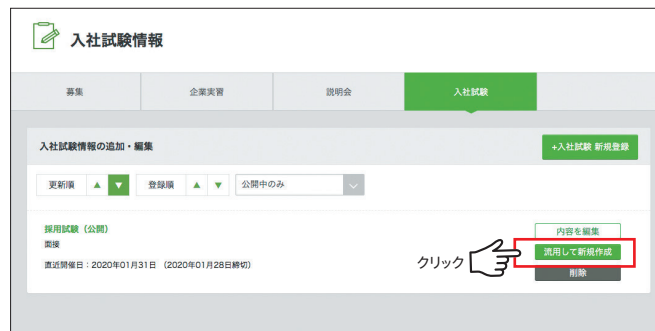 入社試験情報
募集 企業実習 説明会 入社試験
入社試験情報の追加・編集 +入社試験 新規登録
更新順 ▲ ▼ 登録順 ▲ ▼ 公開中のみ
採用試験（公開） 内容を編集
面接 流用して新規作成
直近開催日：2020年01月31日 （2020年01月28日締切） クリック 削除